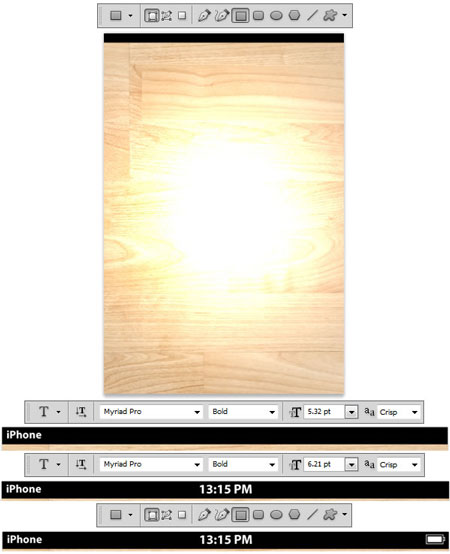 T T Myriad Pro Bold T 5.32 pt aa Crisp
iPhone
T T Myriad Pro Bold T 6.21 pt aa Crisp
iPhone 13:15 PM
iPhone 13:15 PM